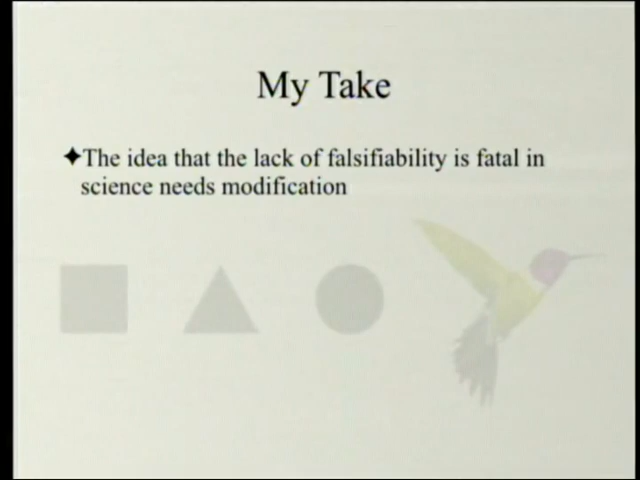 My Take
✦The idea that the lack of falsifiability is fatal in
science needs modification